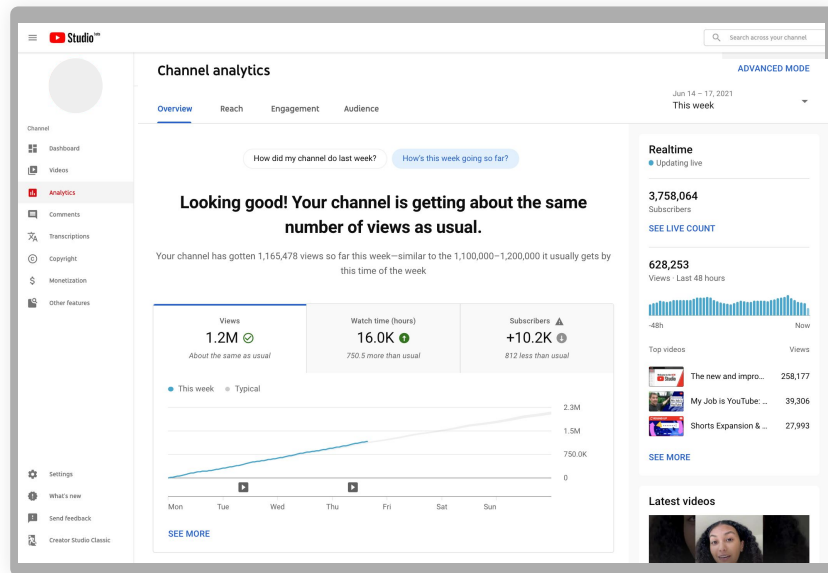 Studio beta
Search across your channel
Channel
Dashboard
Videos
Analytics
Comments
Transcriptions
Copyright
Monetization
Other features
Settings
What's new
Send feedback
Creator Studio Classic
Channel analytics
ADVANCED MODE
Overview Reach Engagement Audience
Jun 14 – 17, 2021
This week
How did my channel do last week? How's this week going so far?
Looking good! Your channel is getting about the same
number of views as usual.
Your channel has gotten 1,165,478 views so far this week—similar to the 1,100,000–1,200,000 it usually gets by
this time of the week
Views
1.2M
About the same as usual
Watch time (hours)
16.0K
750.5 more than usual
Subscribers
+10.2K
812 less than usual
This week Typical
2.3M
1.5M
750.0K
0
Mon Tue Wed Thu Fri Sat Sun
SEE MORE
Realtime
Updating live
3,758,064
Subscribers
SEE LIVE COUNT
628,253
Views · Last 48 hours
-48h Now
Top videos Views
The new and impro... 258,177
My Job is YouTube: ... 39,306
Shorts Expansion & ... 27,993
SEE MORE
Latest videos